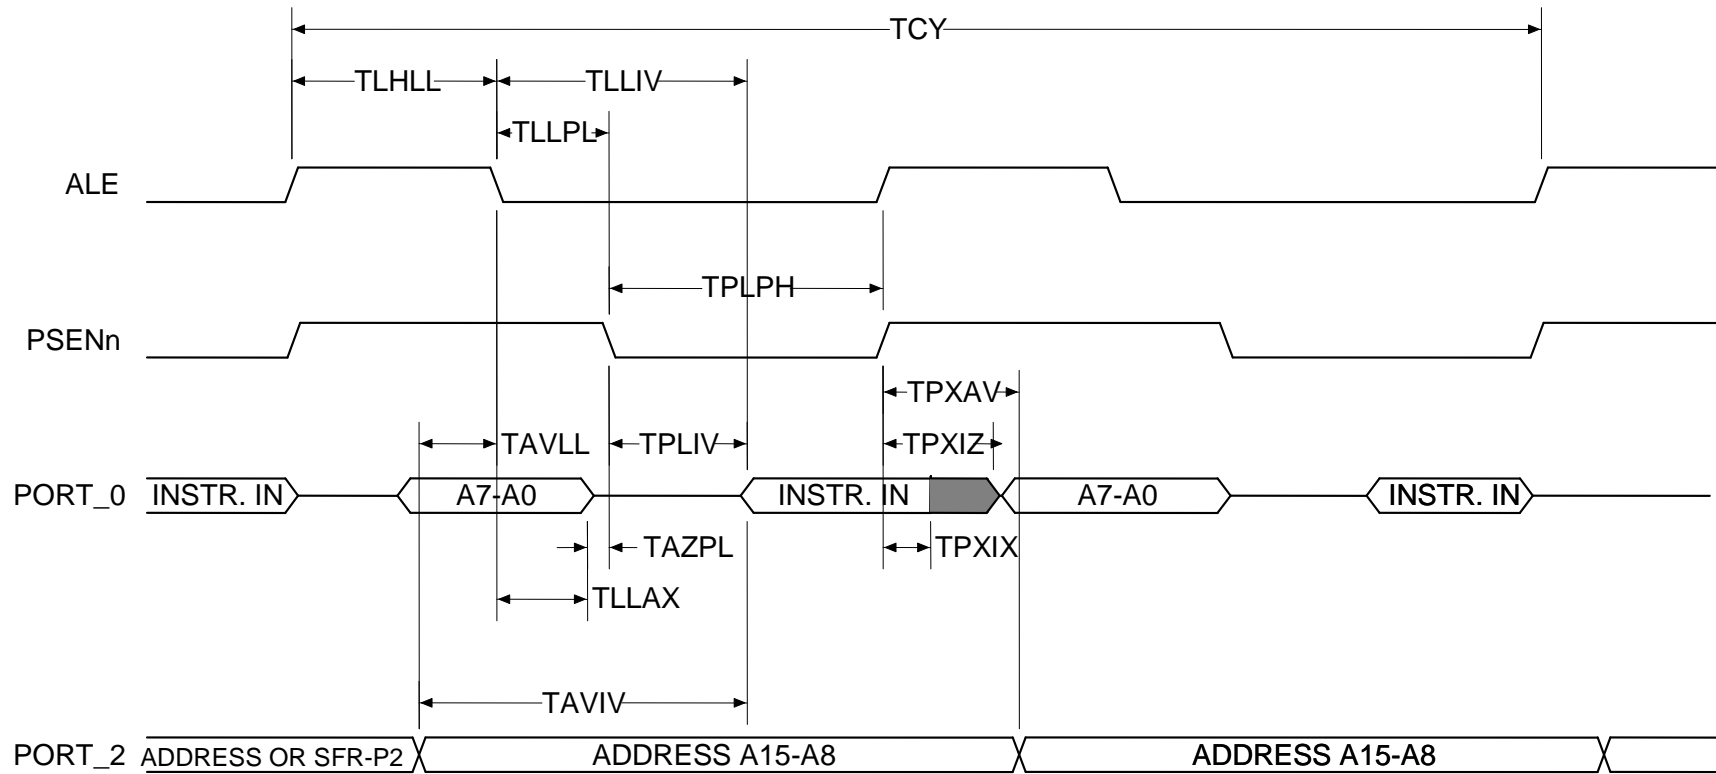 TCY
TLHLL TLLIV
TLLPL
ALE
TPLPH
PSENn
TPXAV
TAVLL TPLIV TPXIZ
PORT_0 INSTR. IN A7-A0 INSTR. IN A7-A0 INSTR. IN
TAZPL TPXIX
TLLAX
TAVIV
PORT_2 ADDRESS OR SFR-P2 ADDRESS A15-A8 ADDRESS A15-A8